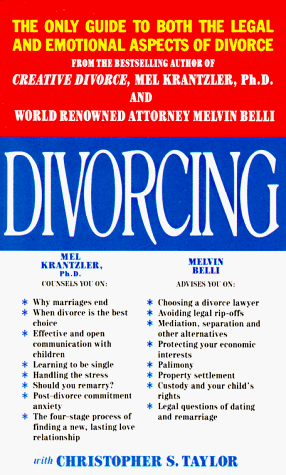 THE ONLY GUIDE TO BOTH THE LEGAL
AND EMOTIONAL ASPECTS OF DIVORCE
FROM THE BESTSELLING AUTHOR OF
CREATIVE DIVORCE, MEL KRANTZLER, Ph.D.
AND
WORLD RENOWNED ATTORNEY MELVIN BELLI
DIVORCING
MEL
KRANTZLER,
Ph.D.
COUNSELS YOU ON:
* Why marriages end
* When divorce is the best
choice
* Effective and open
communication with
children
* Learning to be single
* Handling the stress
* Should you remarry?
* Post-divorce commitment
anxiety
* The four-stage process of
finding a new, lasting love
relationship
MELVIN
BELLI
ADVISES YOU ON:
* Choosing a divorce lawyer
* Avoiding legal rip-offs
* Mediation, separation and
other alternatives
* Protecting your economic
interests
* Palimony
* Property settlement
* Custody and your child's
rights
* Legal questions of dating
and remarriage
with CHRISTOPHER S. TAYLOR